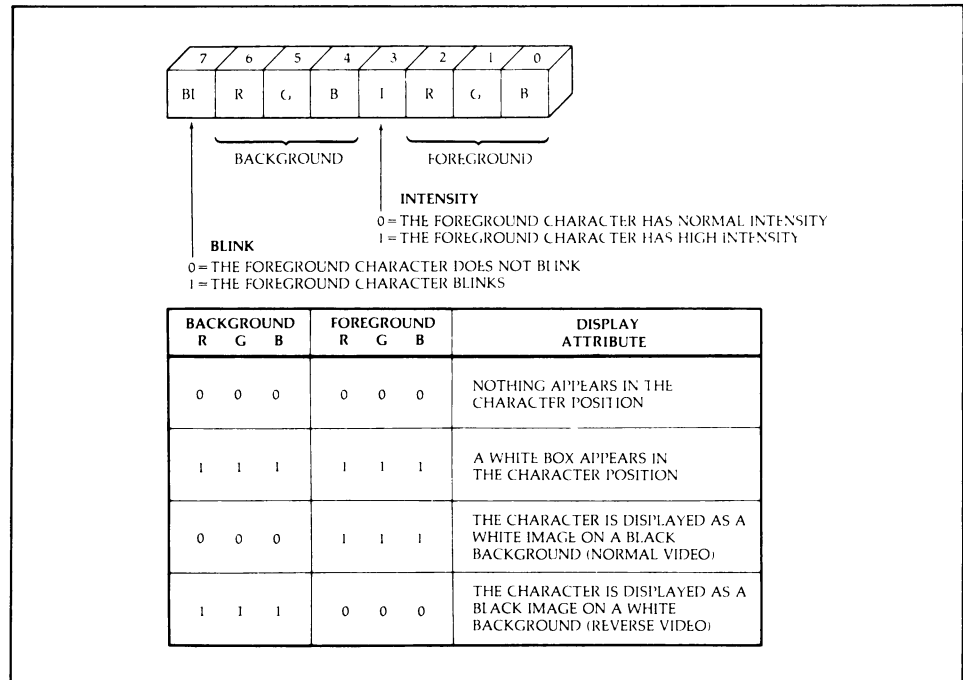 7 6 5 4 3 2 1 0
BL R G B I R G B
BACKGROUND FOREGROUND
INTENSITY
0 = THE FOREGROUND CHARACTER HAS NORMAL INTENSITY
1 = THE FOREGROUND CHARACTER HAS HIGH INTENSITY
BLINK
0 = THE FOREGROUND CHARACTER DOES NOT BLINK
1 = THE FOREGROUND CHARACTER BLINKS
BACKGROUND FOREGROUND DISPLAY
R G B R G B ATTRIBUTE
0 0 0 0 0 0 NOTHING APPEARS IN THE
CHARACTER POSITION
1 1 1 1 1 1 A WHITE BOX APPEARS IN
THE CHARACTER POSITION
0 0 0 1 1 1 THE CHARACTER IS DISPLAYED AS A
WHITE IMAGE ON A BLACK
BACKGROUND (NORMAL VIDEO)
1 1 1 0 0 0 THE CHARACTER IS DISPLAYED AS A
BLACK IMAGE ON A WHITE
BACKGROUND (REVERSE VIDEO)